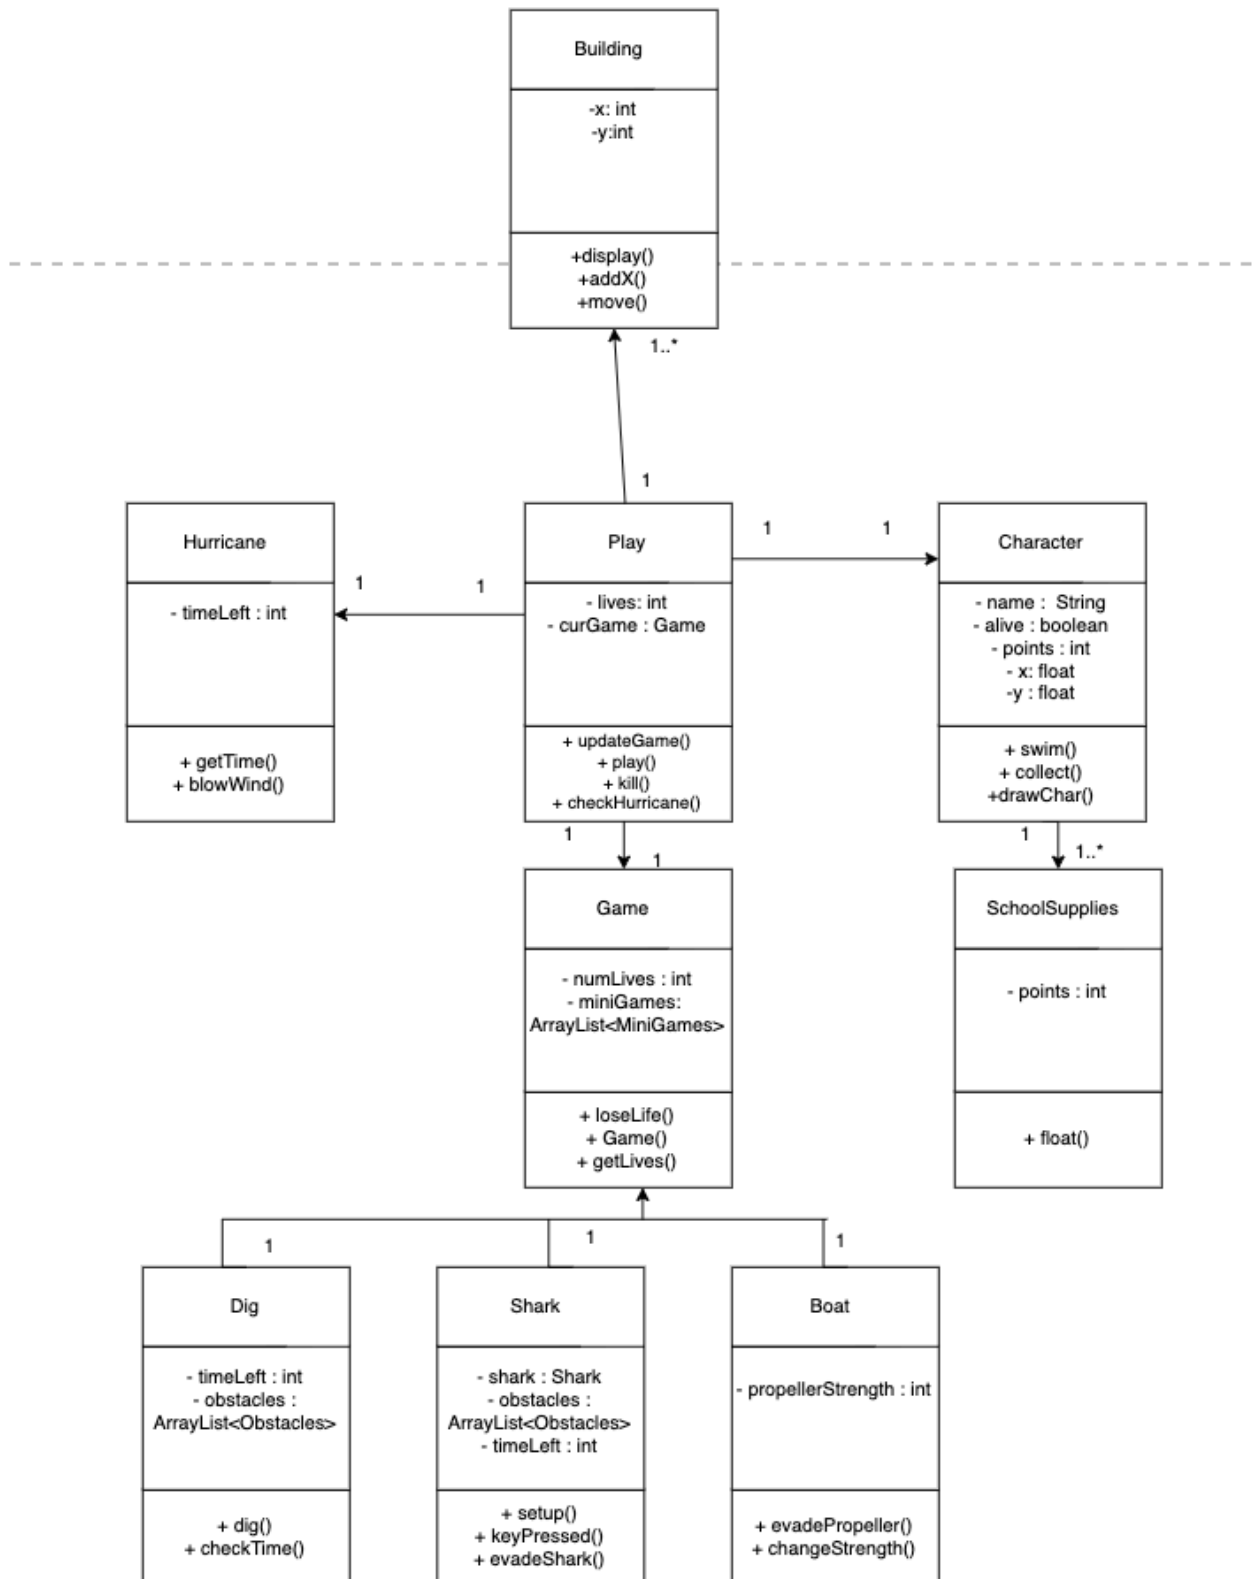 Building
-x: int
-y:int
+display()
+addX()
+move()
1..*
1
Hurricane
- timeLeft : int
+ getTime()
+ blowWind()
1
1
Play
- lives: int
- curGame : Game
+ updateGame()
+ play()
+ kill()
+ checkHurricane()
1
1
Character
- name :  String
- alive : boolean
- points : int
- x: float
-y : float
+ swim()
+ collect()
+drawChar()
1
1
1
1..*
Game
- numLives : int
- miniGames:
ArrayList<MiniGames>
+ loseLife()
+ Game()
+ getLives()
SchoolSupplies
- points : int
+ float()
1
1
1
Dig
- timeLeft : int
- obstacles :
ArrayList<Obstacles>
+ dig()
+ checkTime()
Shark
- shark : Shark
- obstacles :
ArrayList<Obstacles>
- timeLeft : int
+ setup()
+ keyPressed()
+ evadeShark()
Boat
- propellerStrength : int
+ evadePropeller()
+ changeStrength()